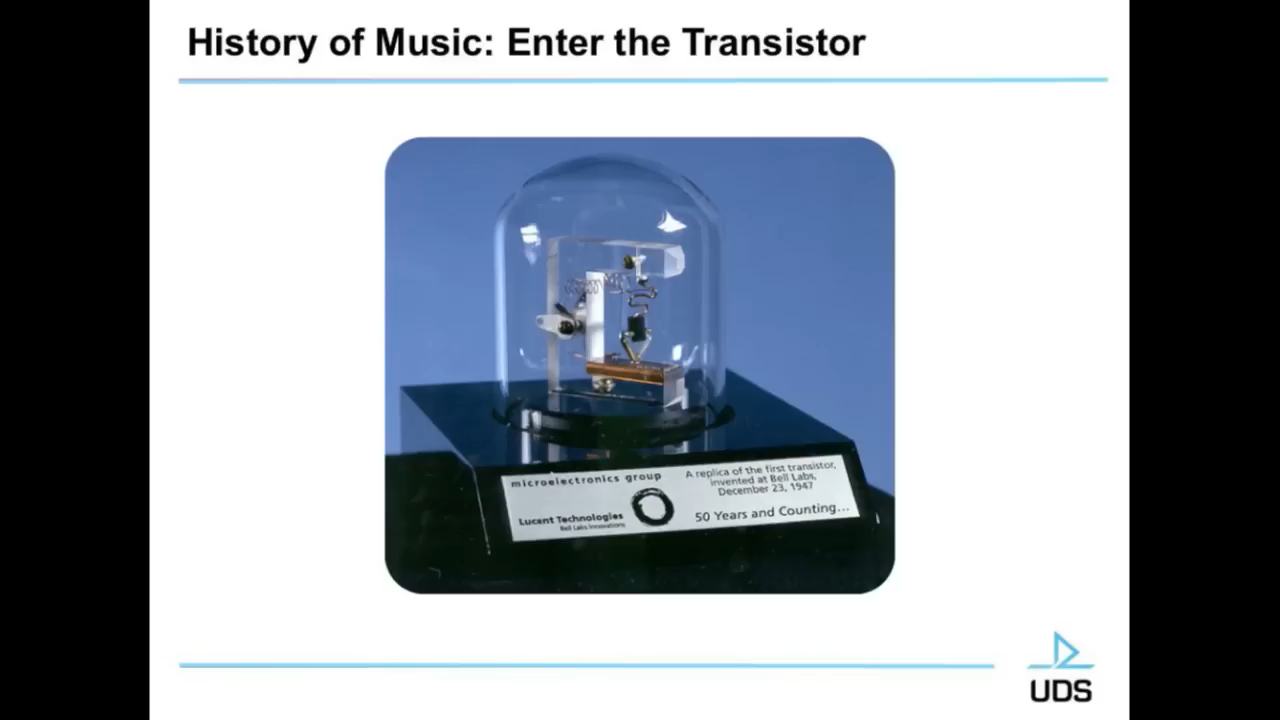 History of Music: Enter the Transistor
microelectronics group
Lucent Technologies
Bell Labs Innovations
A replica of the first transistor,
invented at Bell Labs,
December 23, 1947
50 Years and Counting...
UDS